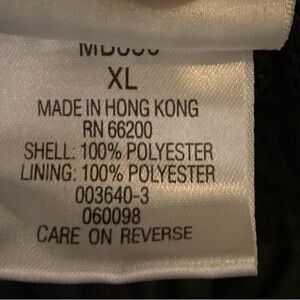 XL
MADE IN HONG KONG
RN 66200
SHELL: 100% POLYESTER
LINING: 100% POLYESTER
003640-3
060098
CARE ON REVERSE